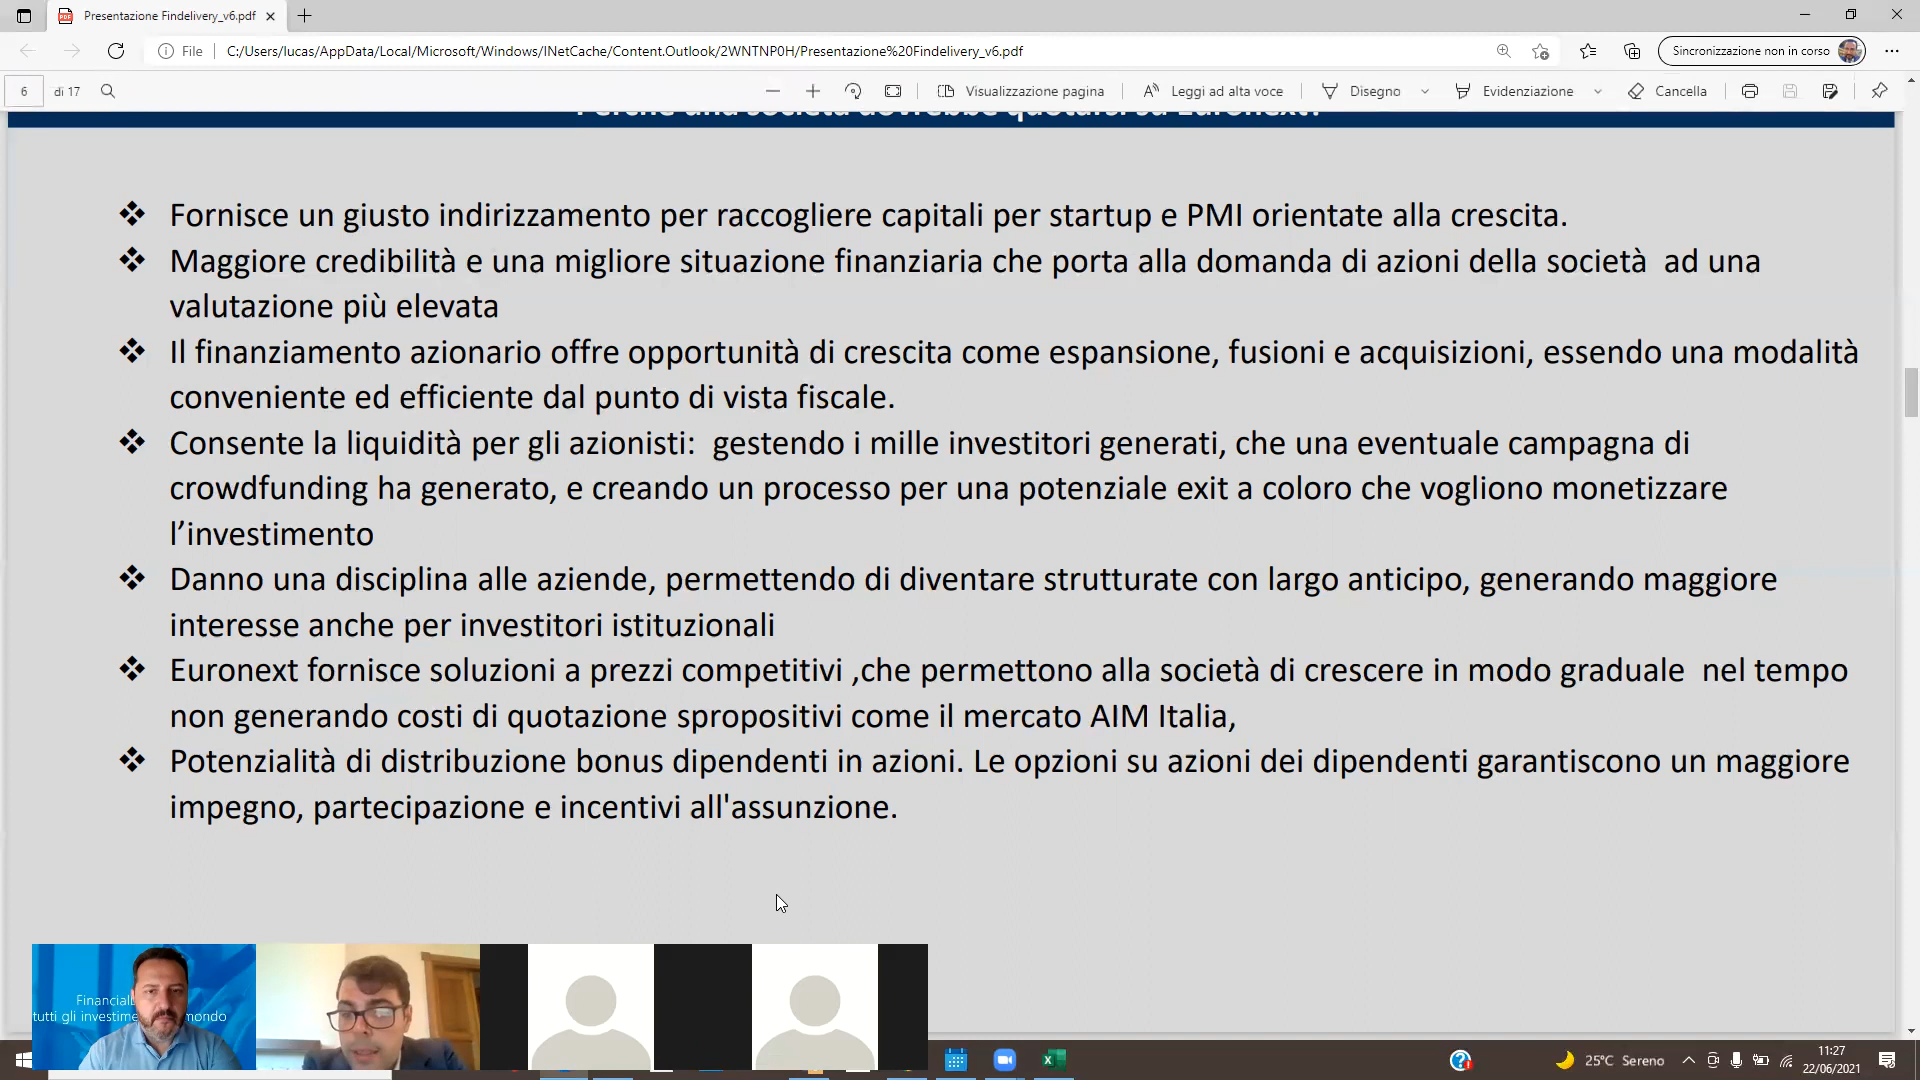 Presentazione Findelivery_v6.pdf
File
C:/Users/lucas/AppData/Local/Microsoft/Windows/INetCache/Content.Outlook/2WNTNP0H/Presentazione%20Findelivery_v6.pdf
Sincronizzazione non in corso
6
di 17
Visualizzazione pagina
Leggi ad alta voce
Disegno
Evidenziazione
Cancella
Perché una società dovrebbe quotarsi su Euronext?
❖ Fornisce un giusto indirizzamento per raccogliere capitali per startup e PMI orientate alla crescita.
❖ Maggiore credibilità e una migliore situazione finanziaria che porta alla domanda di azioni della società  ad una
valutazione più elevata
❖ Il finanziamento azionario offre opportunità di crescita come espansione, fusioni e acquisizioni, essendo una modalità
conveniente ed efficiente dal punto di vista fiscale.
❖ Consente la liquidità per gli azionisti:  gestendo i mille investitori generati, che una eventuale campagna di
crowdfunding ha generato, e creando un processo per una potenziale exit a coloro che vogliono monetizzare
l’investimento
❖ Danno una disciplina alle aziende, permettendo di diventare strutturate con largo anticipo, generando maggiore
interesse anche per investitori istituzionali
❖ Euronext fornisce soluzioni a prezzi competitivi ,che permettono alla società di crescere in modo graduale  nel tempo
non generando costi di quotazione spropositivi come il mercato AIM Italia,
❖ Potenzialità di distribuzione bonus dipendenti in azioni. Le opzioni su azioni dei dipendenti garantiscono un maggiore
impegno, partecipazione e incentivi all'assunzione.
tutti gli
mondo
25°C Sereno
11:27
22/06/2021